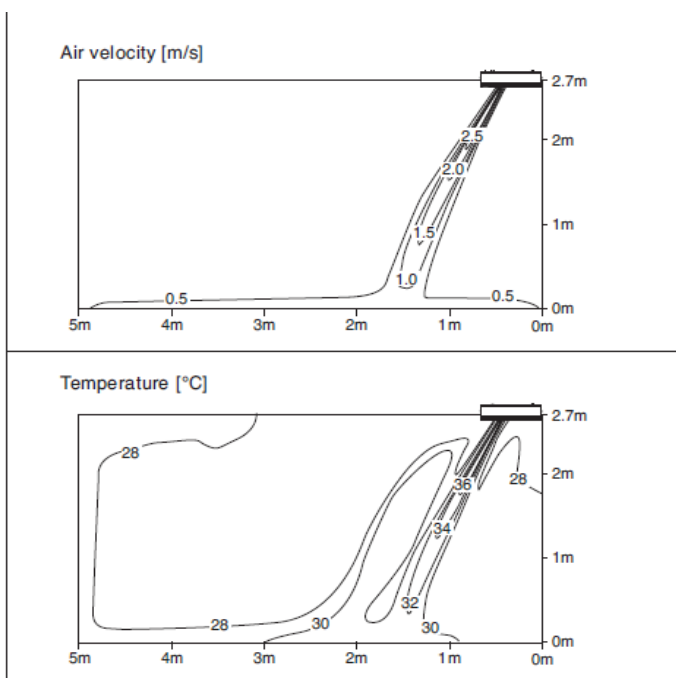 Air velocity [m/s]
2.7m
2.5
2m
2.0
1m
1.5
1.0
0.5
0.5
0m
5m 4m 3m 2m 1m 0m
Temperature [°C]
2.7m
28
2m
36
28
34
1m
32
28
30
30
0m
5m 4m 3m 2m 1m 0m